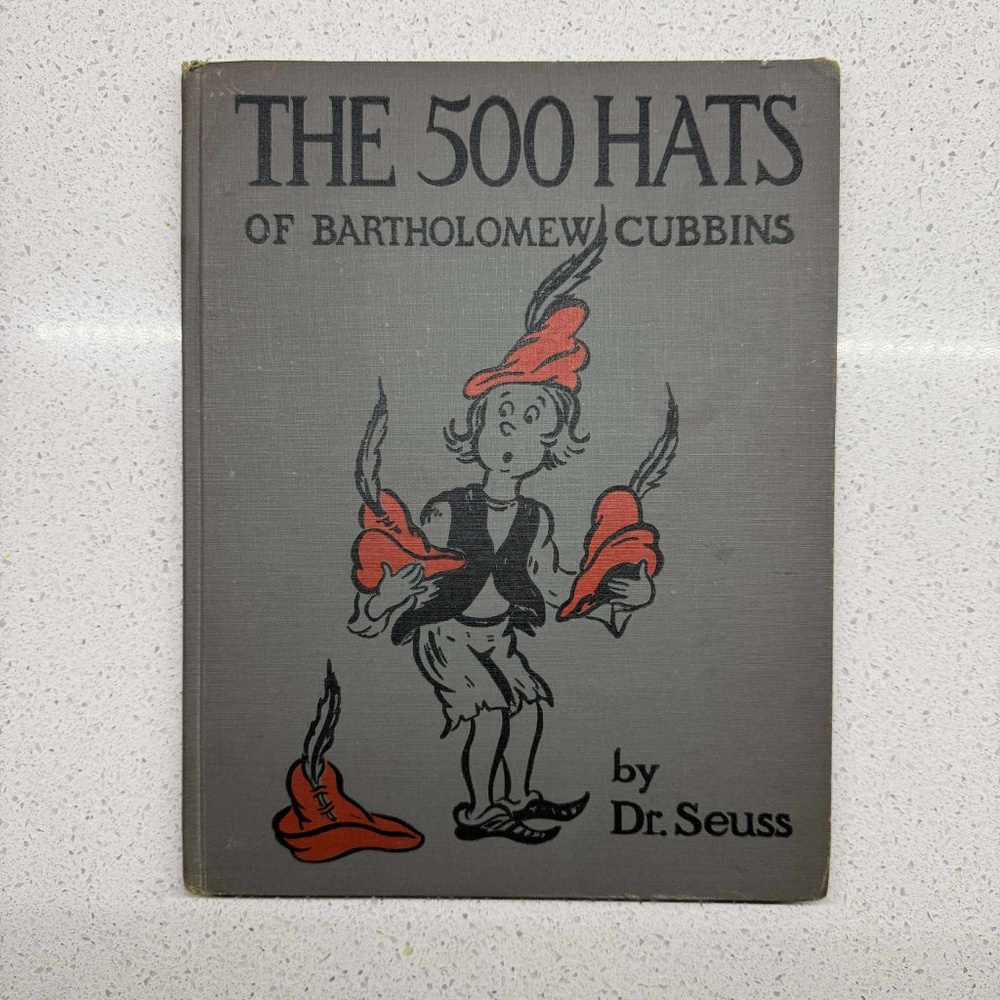 THE 500 HATS
OF BARTHOLOMEW CUBBINS
by
Dr. Seuss